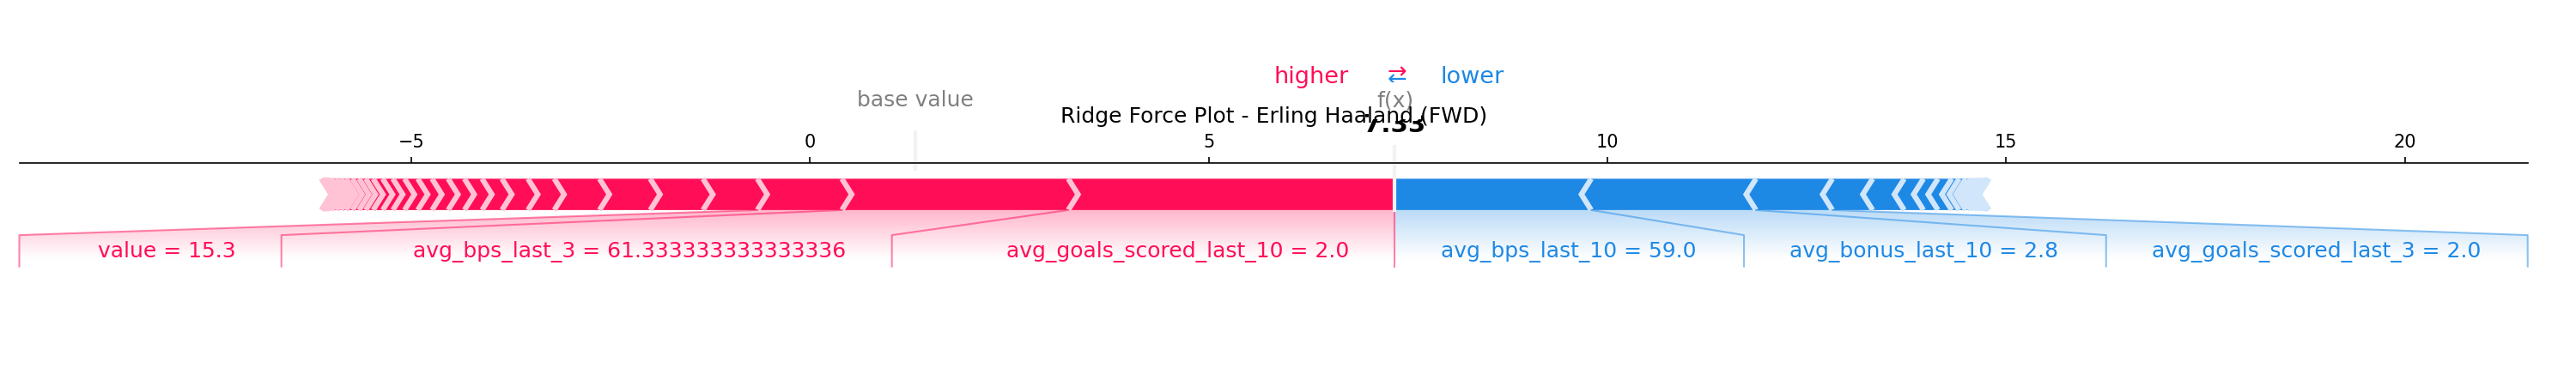 higher ⇄ lower
base value f(x)
Ridge Force Plot - Erling Haaland (FWD)
7.33
−5 0 5 10 15 20
value = 15.3 avg_bps_last_3 = 61.333333333333336 avg_goals_scored_last_10 = 2.0 avg_bps_last_10 = 59.0 avg_bonus_last_10 = 2.8 avg_goals_scored_last_3 = 2.0